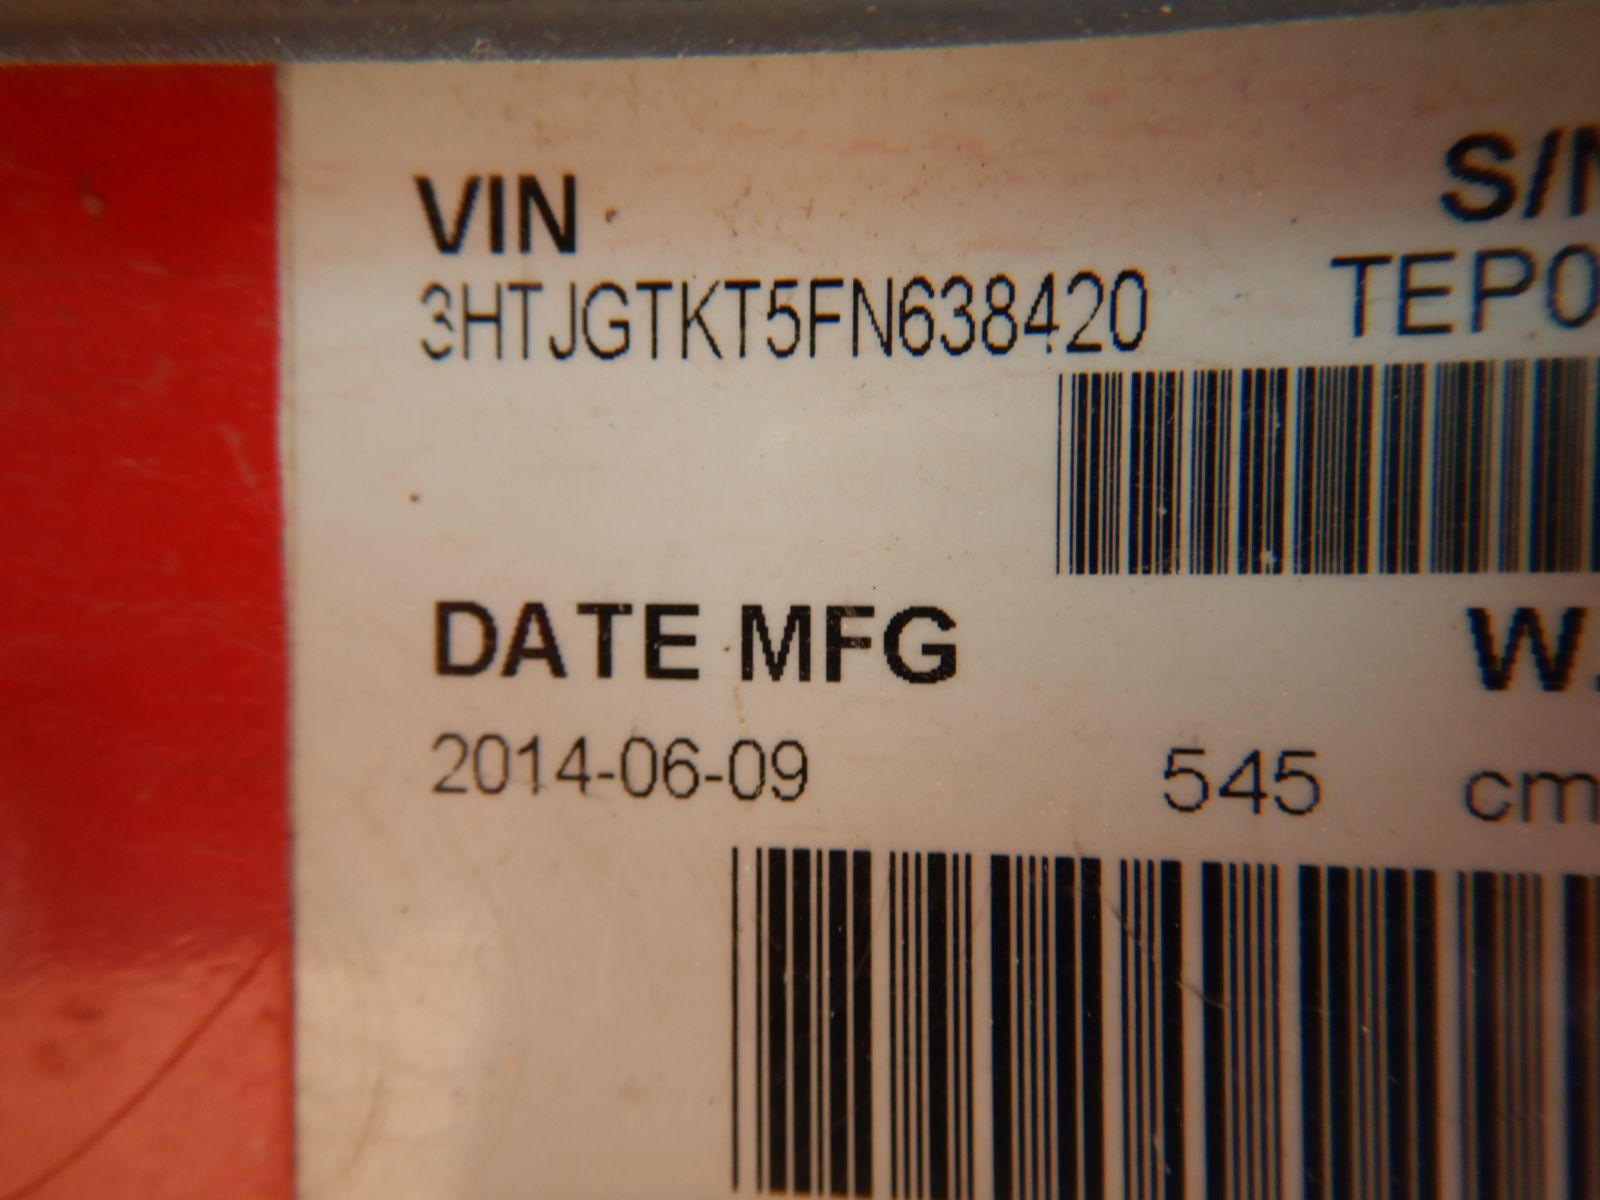 VIN
3HTJGTKT5FN638420
S/N
TEP0
DATE MFG
W.
2014-06-09 545 cm